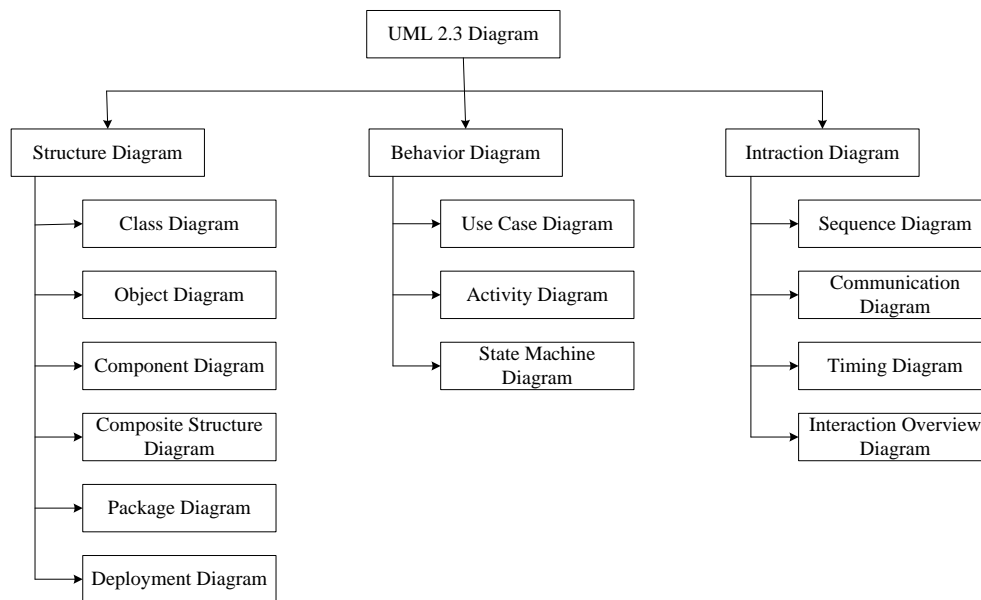 UML 2.3 Diagram
Structure Diagram
Behavior Diagram
Intraction Diagram
Class Diagram
Object Diagram
Component Diagram
Composite Structure
Diagram
Package Diagram
Deployment Diagram
Use Case Diagram
Activity Diagram
State Machine
Diagram
Sequence Diagram
Communication
Diagram
Timing Diagram
Interaction Overview
Diagram